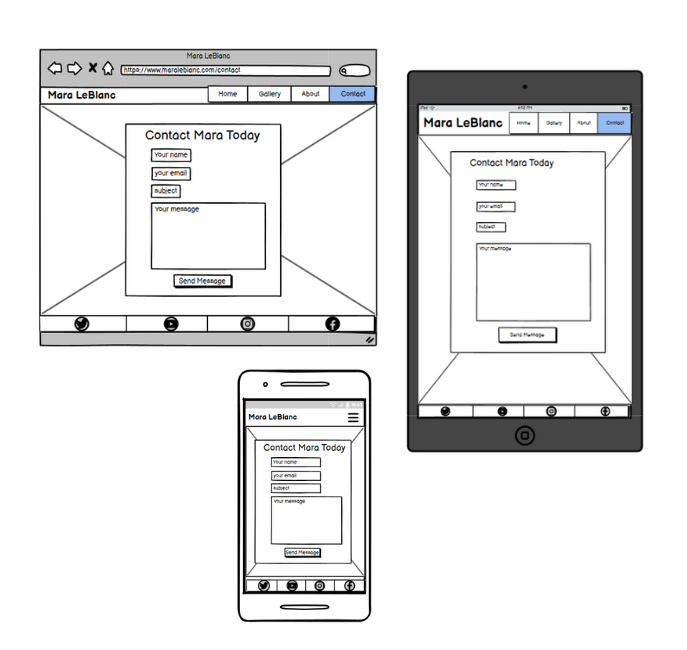 Mara LeBlanc
https://www.maraleblanc.com/contact
Mara LeBlanc Home Gallery About Contact
Contact Mara Today
Your name
your email
subject
Your message
Send Message
iPad 4:02 PM
Mara LeBlanc Home Gallery About Contact
Contact Mara Today
Your name
your email
subject
Your message
Send Message
Mara LeBlanc
Contact Mara Today
Your name
your email
subject
Your message
Send Message